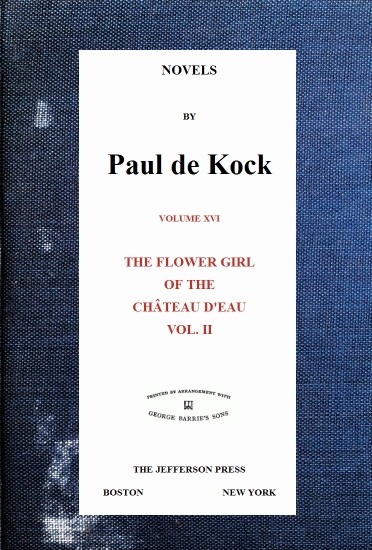 NOVELS
BY
Paul de Kock
VOLUME XVI
THE FLOWER GIRL
OF THE
CHÂTEAU D'EAU
VOL. II
PRINTED BY ARRANGEMENT WITH
GEORGE BARRIE'S SONS
THE JEFFERSON PRESS
BOSTON NEW YORK